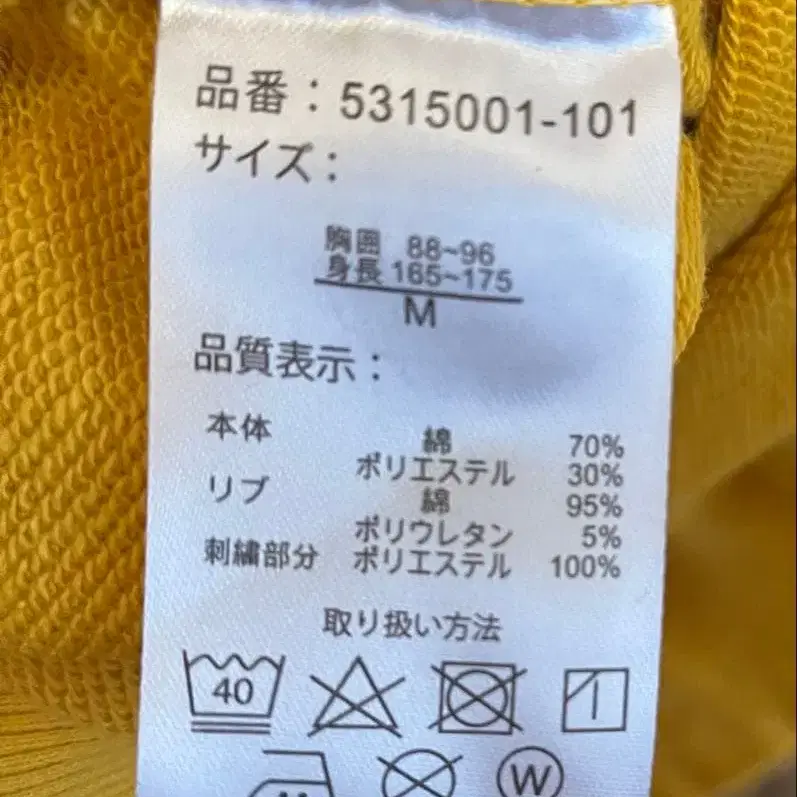 品番：5315001-101
サイズ：
胸囲 88~96
身長 165~175
M
品質表示：
本体 綿 70%
ポリエステル 30%
リブ 綿 95%
ポリウレタン 5%
刺繍部分 ポリエステル 100%
取り扱い方法
40
W